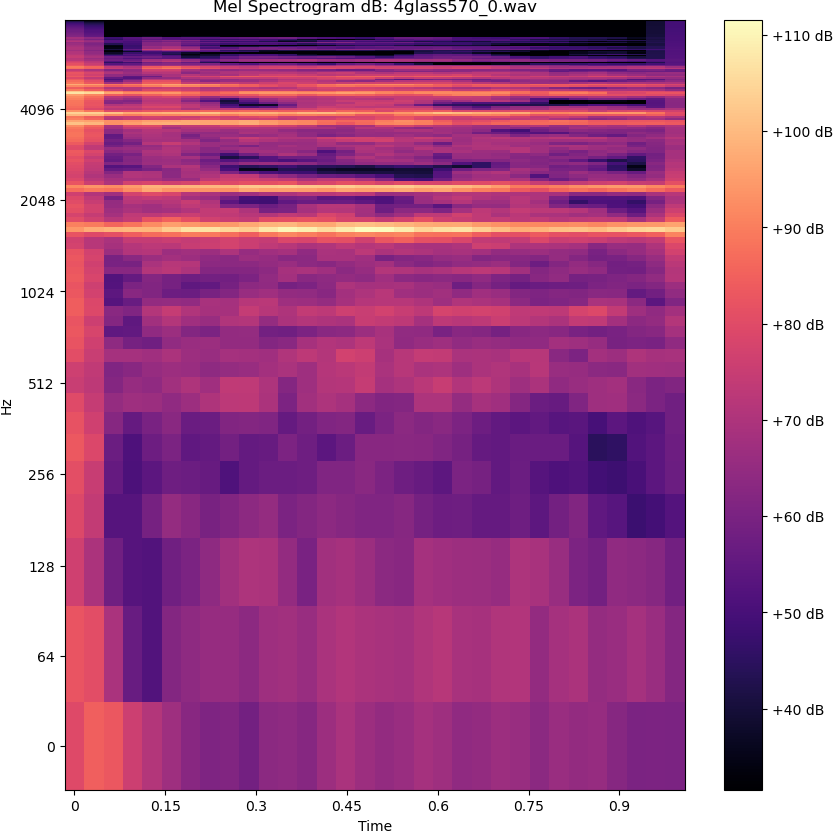 Mel Spectrogram dB: 4glass570_0.wav
+110 dB
4096
+100 dB
2048
+90 dB
1024
+80 dB
Hz
512
+70 dB
256
+60 dB
128
+50 dB
64
+40 dB
0
0 0.15 0.3 0.45 0.6 0.75 0.9
Time